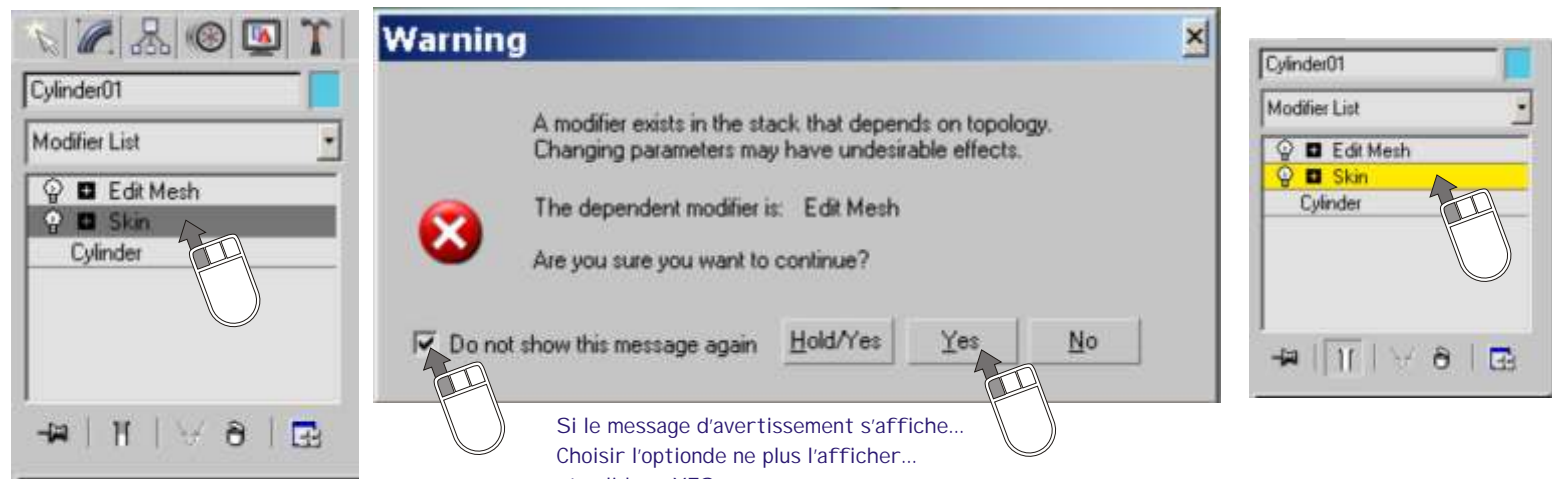 Cylinder01
Modifier List
Edit Mesh
Skin
Cylinder
Warning
A modifier exists in the stack that depends on topology.
Changing parameters may have undesirable effects.
The dependent modifier is: Edit Mesh
Are you sure you want to continue?
Do not show this message again
Hold/Yes
Yes
No
Si le message d'avertissement s'affiche...
Choisir l'optionde ne plus l'afficher...
Cylinder01
Modifier List
Edit Mesh
Skin
Cylinder